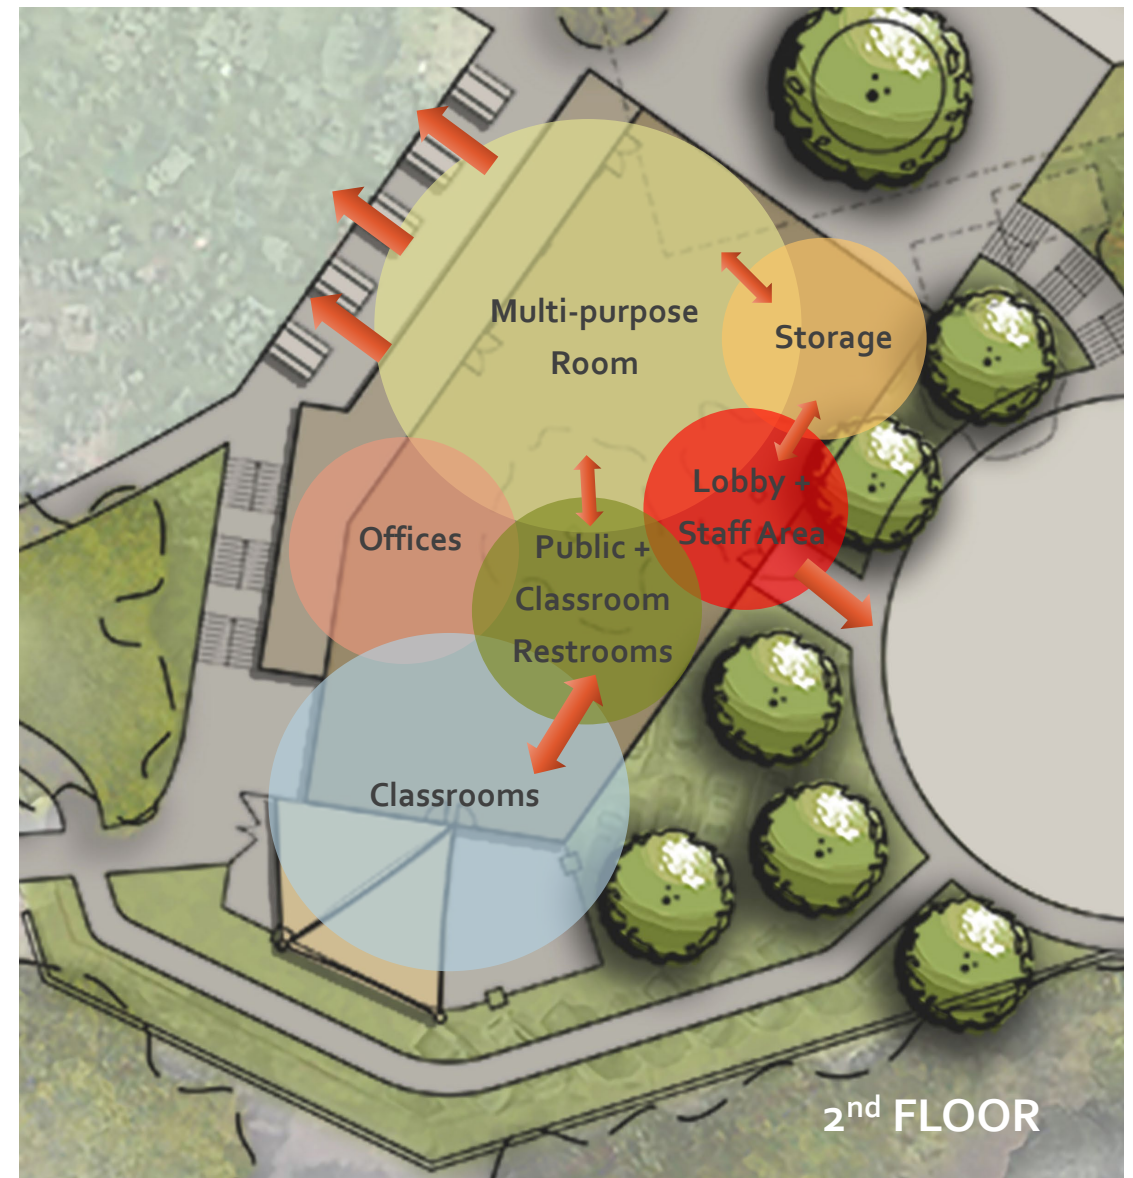 Multi-purpose
Room
Storage
Lobby +
Staff Area
Offices
Public +
Classroom
Restrooms
Classrooms
2nd FLOOR